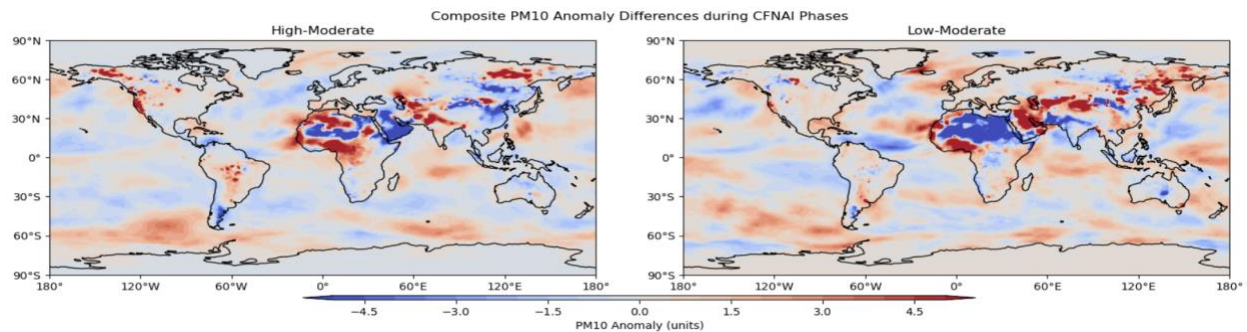 Composite PM10 Anomaly Differences during CFNAI Phases
High-Moderate
Low-Moderate
90°N
60°N
30°N
0°
30°S
60°S
90°S
180° 120°W 60°W 0° 60°E 120°E 180°
90°N
60°N
30°N
0°
30°S
60°S
90°S
180° 120°W 60°W 0° 60°E 120°E 180°
−4.5 −3.0 −1.5 0.0 1.5 3.0 4.5
PM10 Anomaly (units)